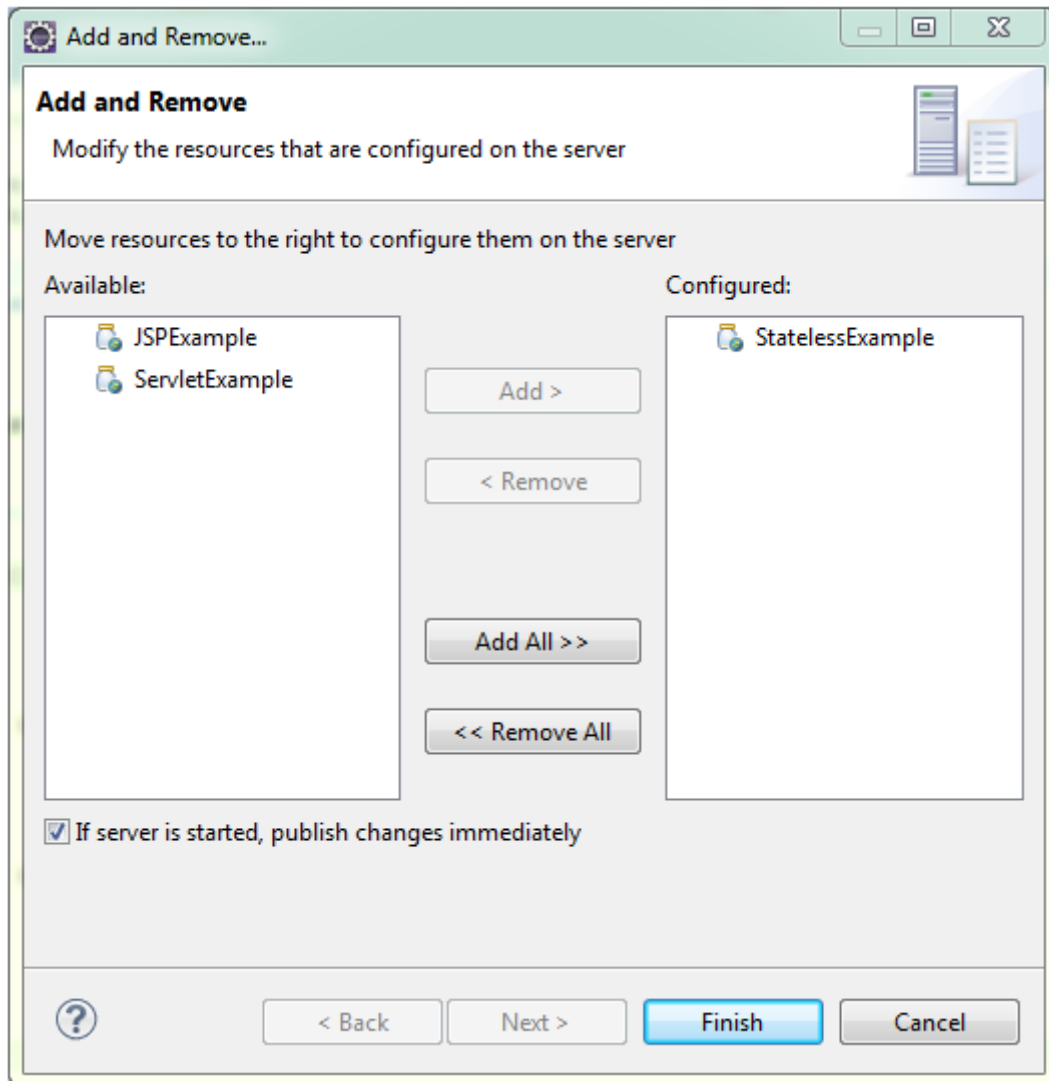 Add and Remove...
Add and Remove
Modify the resources that are configured on the server
Move resources to the right to configure them on the server
Available:
Configured:
JSPExample
ServletExample
StatelessExample
Add >
< Remove
Add All >>
<< Remove All
If server is started, publish changes immediately
?
< Back
Next >
Finish
Cancel